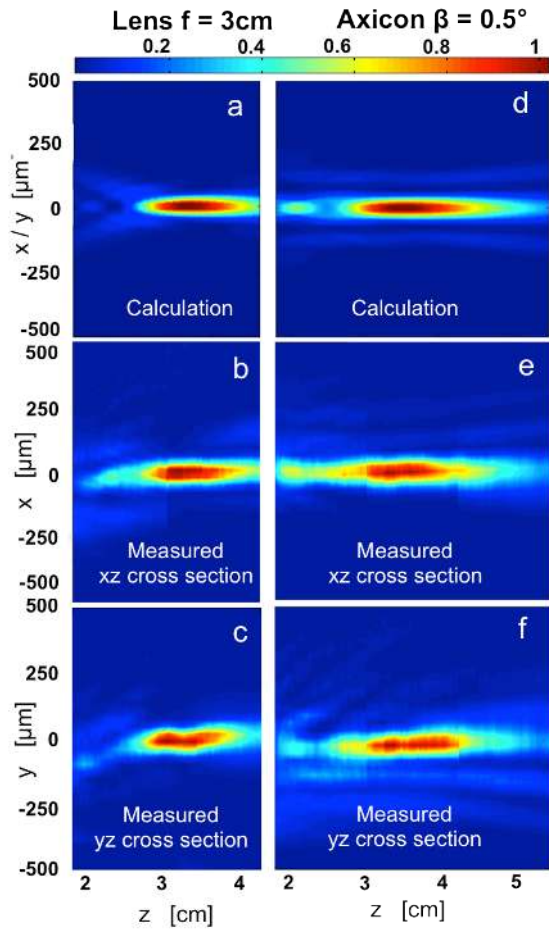 Lens f = 3cm Axicon β = 0.5°
0.2 0.4 0.6 0.8 1
500
250
0
-250
-500
x / y [µm]
a
Calculation
d
Calculation
500
250
0
-250
-500
x [µm]
b
Measured
xz cross section
e
Measured
xz cross section
500
250
0
-250
-500
y [µm]
c
Measured
yz cross section
f
Measured
yz cross section
2 3 4 2 3 4 5
z [cm] z [cm]